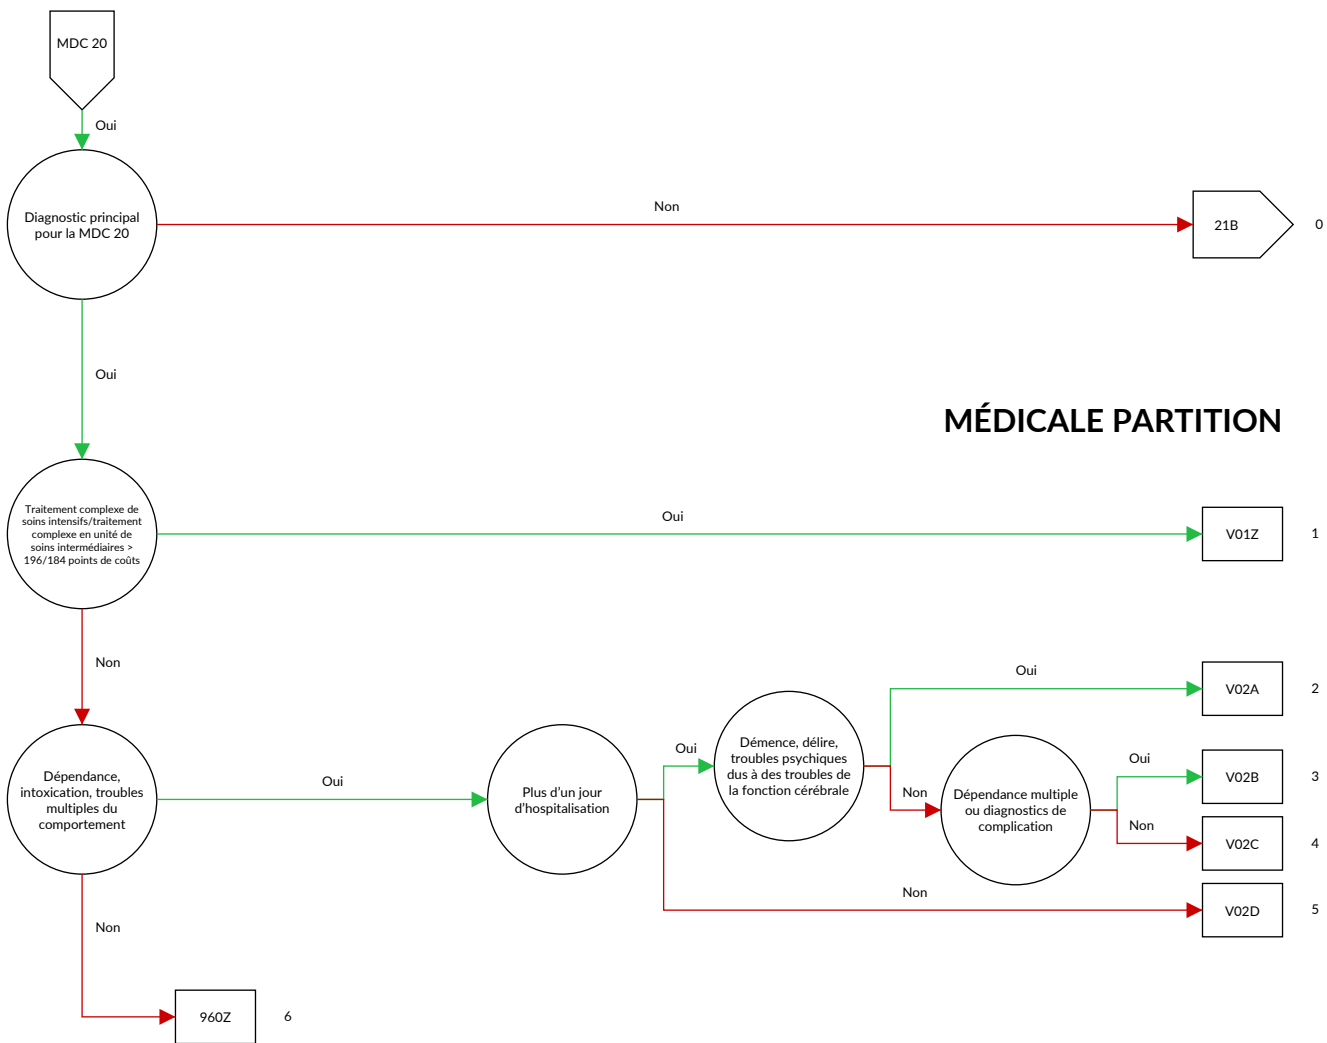 MDC 20
Oui
Diagnostic principal
pour la MDC 20
Non
21B
0
Oui
MÉDICALE PARTITION
Traitement complexe de
soins intensifs/traitement
complexe en unité de
soins intermédiaires >
196/184 points de coûts
Oui
V01Z
1
Non
Dépendance,
intoxication, troubles
multiples du
comportement
Oui
Plus d'un jour
d'hospitalisation
Oui
Démence, délire,
troubles psychiques
dus à des troubles de
la fonction cérébrale
Oui
V02A
2
Non
Dépendance multiple
ou diagnostics de
complication
Oui
V02B
3
Non
V02C
4
Non
V02D
5
Non
960Z
6